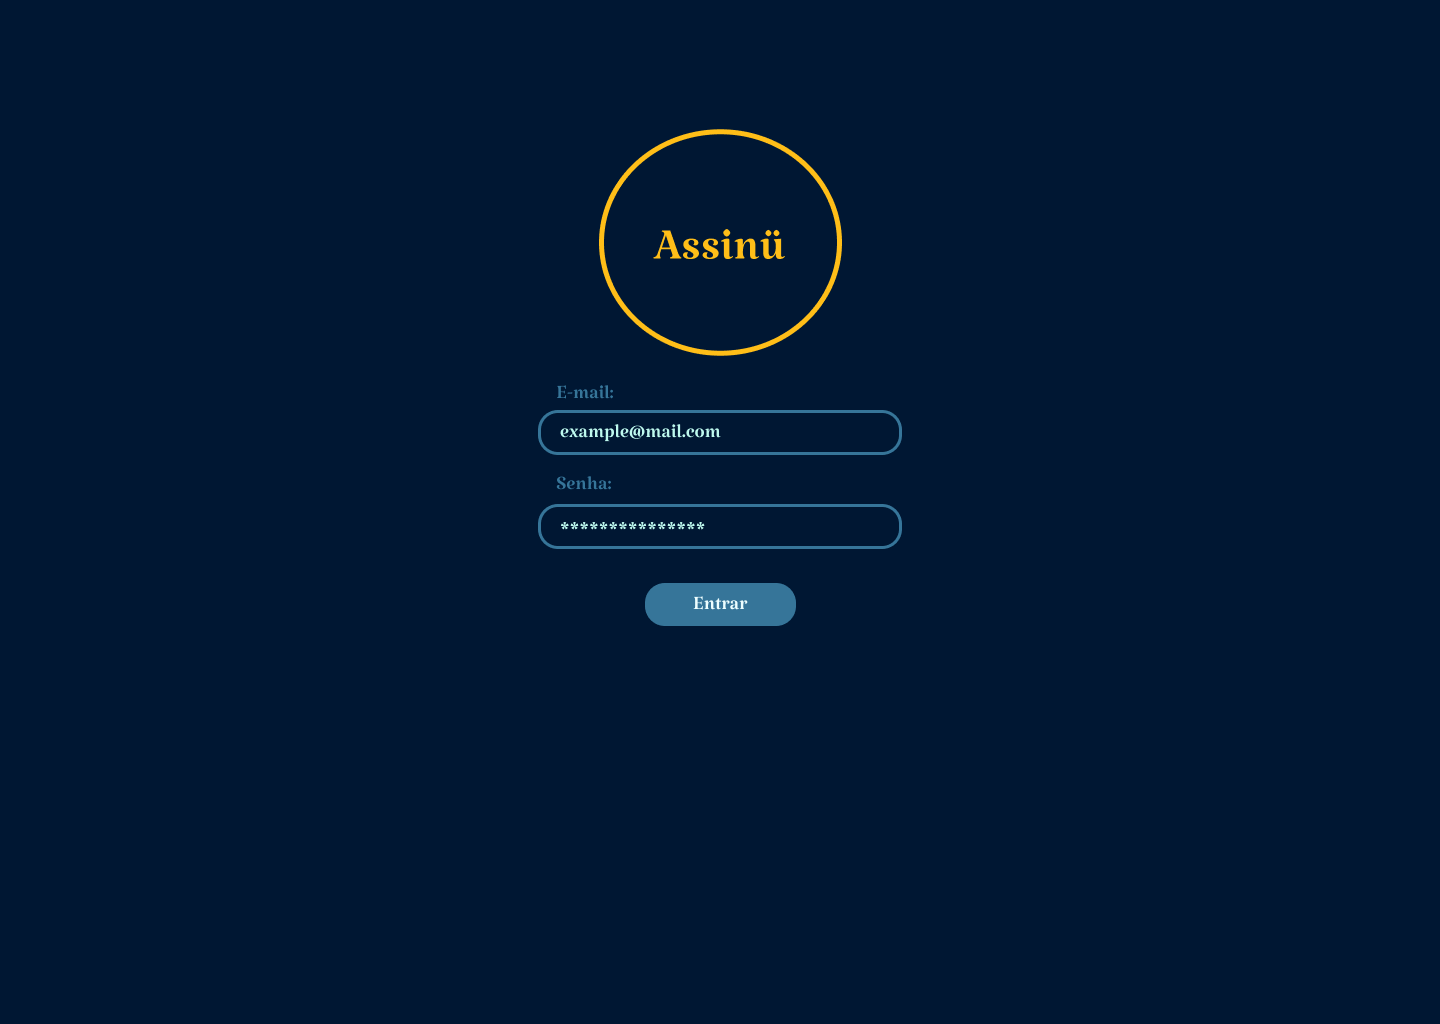 Assinü
E-mail:
example@mail.com
Senha:
***************
Entrar